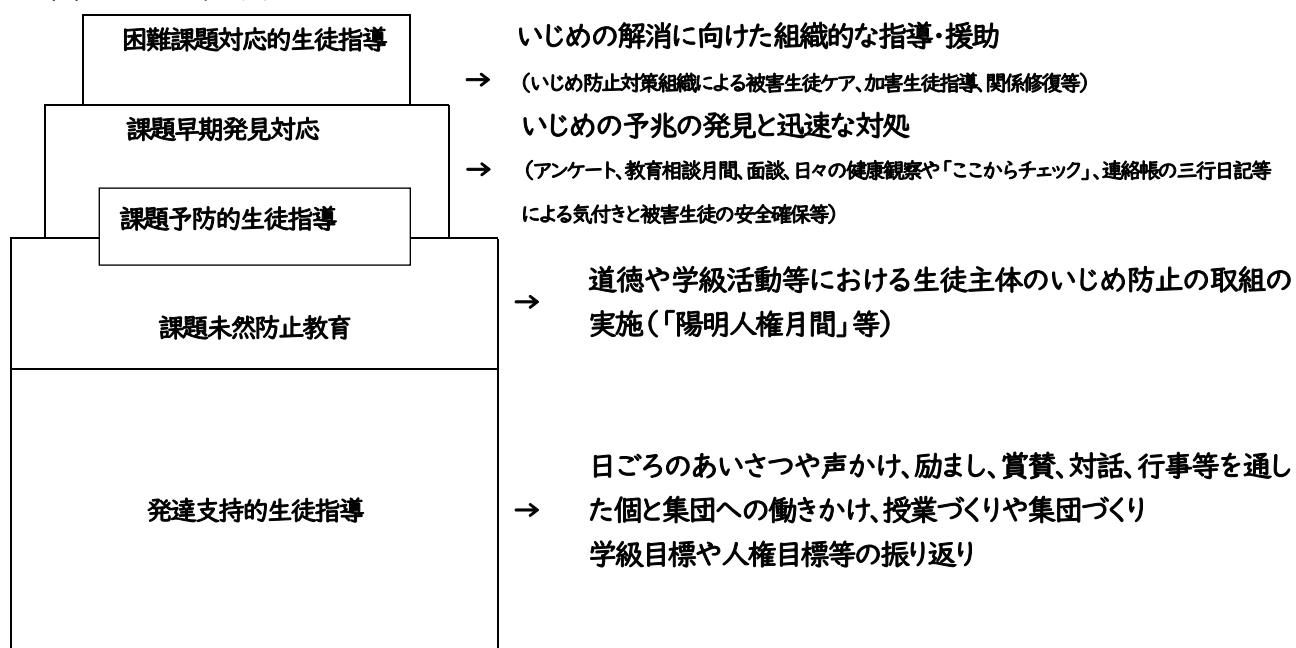 困難課題対応的生徒指導
いじめの解消に向けた組織的な指導・援助
→
(いじめ防止対策組織による被害生徒ケア、加害生徒指導、関係修復等)
課題早期発見対応
いじめの予兆の発見と迅速な対処
→
(アンケート、教育相談月間、面談、日々の健康観察や「ここからチェック」、連絡帳の三行日記等
による気付きと被害生徒の安全確保等)
課題予防的生徒指導
道徳や学級活動等における生徒主体のいじめ防止の取組の
→
実施(「陽明人権月間」等)
課題未然防止教育
日ごろのあいさつや声かけ、励まし、賞賛、対話、行事等を通し
発達支持的生徒指導
→
た個と集団への働きかけ、授業づくりや集団づくり
学級目標や人権目標等の振り返り